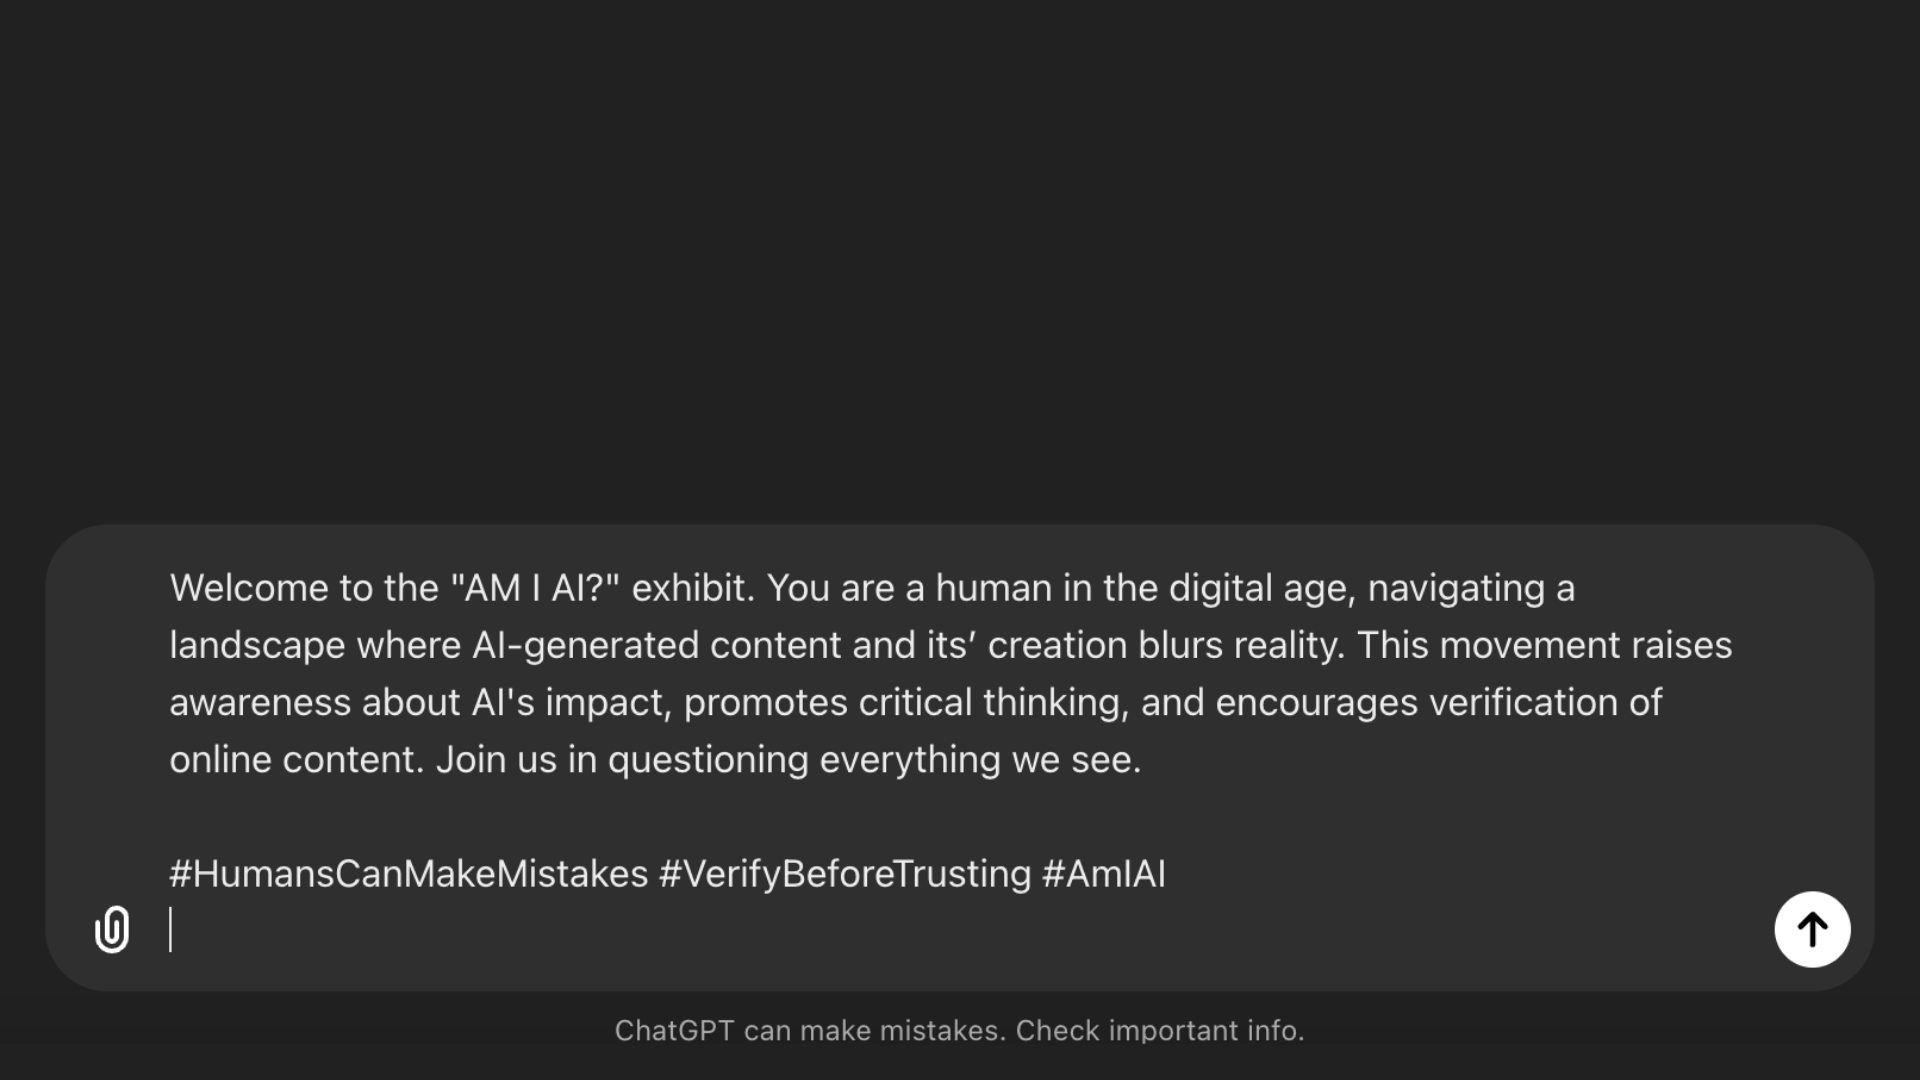 Welcome to the "AM I AI?" exhibit. You are a human in the digital age, navigating a
landscape where AI-generated content and its’ creation blurs reality. This movement raises
awareness about AI's impact, promotes critical thinking, and encourages verification of
online content. Join us in questioning everything we see.
#HumansCanMakeMistakes #VerifyBeforeTrusting #AmIAI
ChatGPT can make mistakes. Check important info.